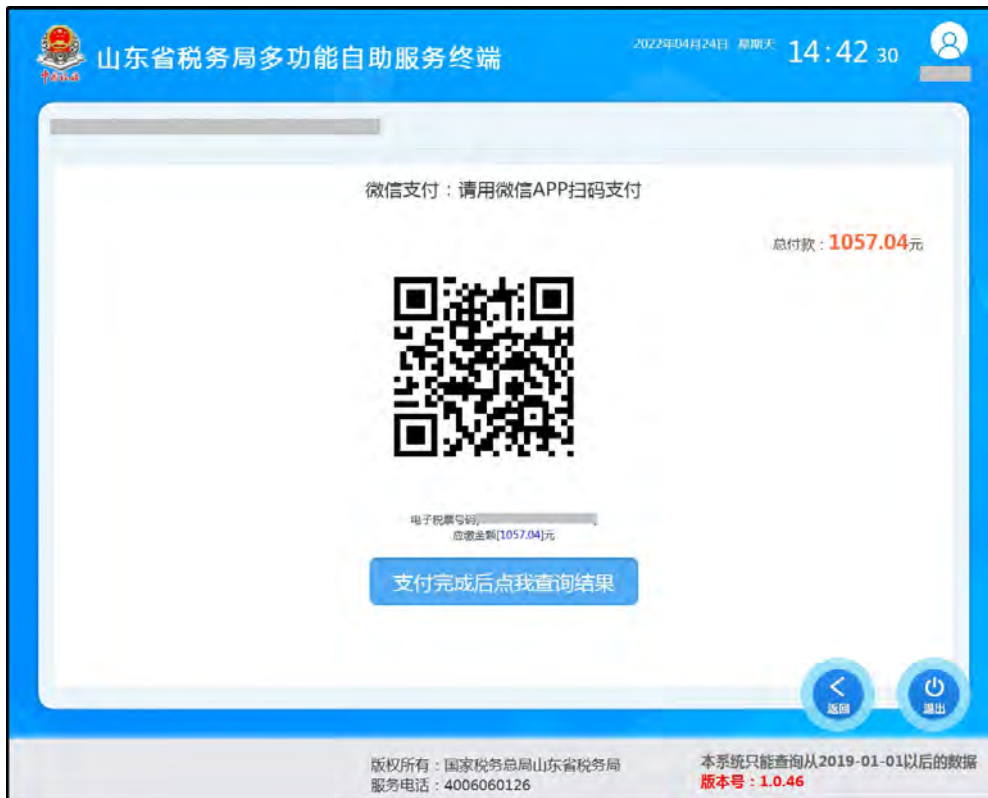 山东省税务局多功能自助服务终端
2022年04月24日 星期天 14:42 30
微信支付：请用微信APP扫码支付
总付款：1057.04元
电子税票号码,
应缴金额[1057.04]元
支付完成后点我查询结果
返回
退出
版权所有：国家税务总局山东省税务局
服务电话：4006060126
本系统只能查询从2019-01-01以后的数据
版本号：1.0.46